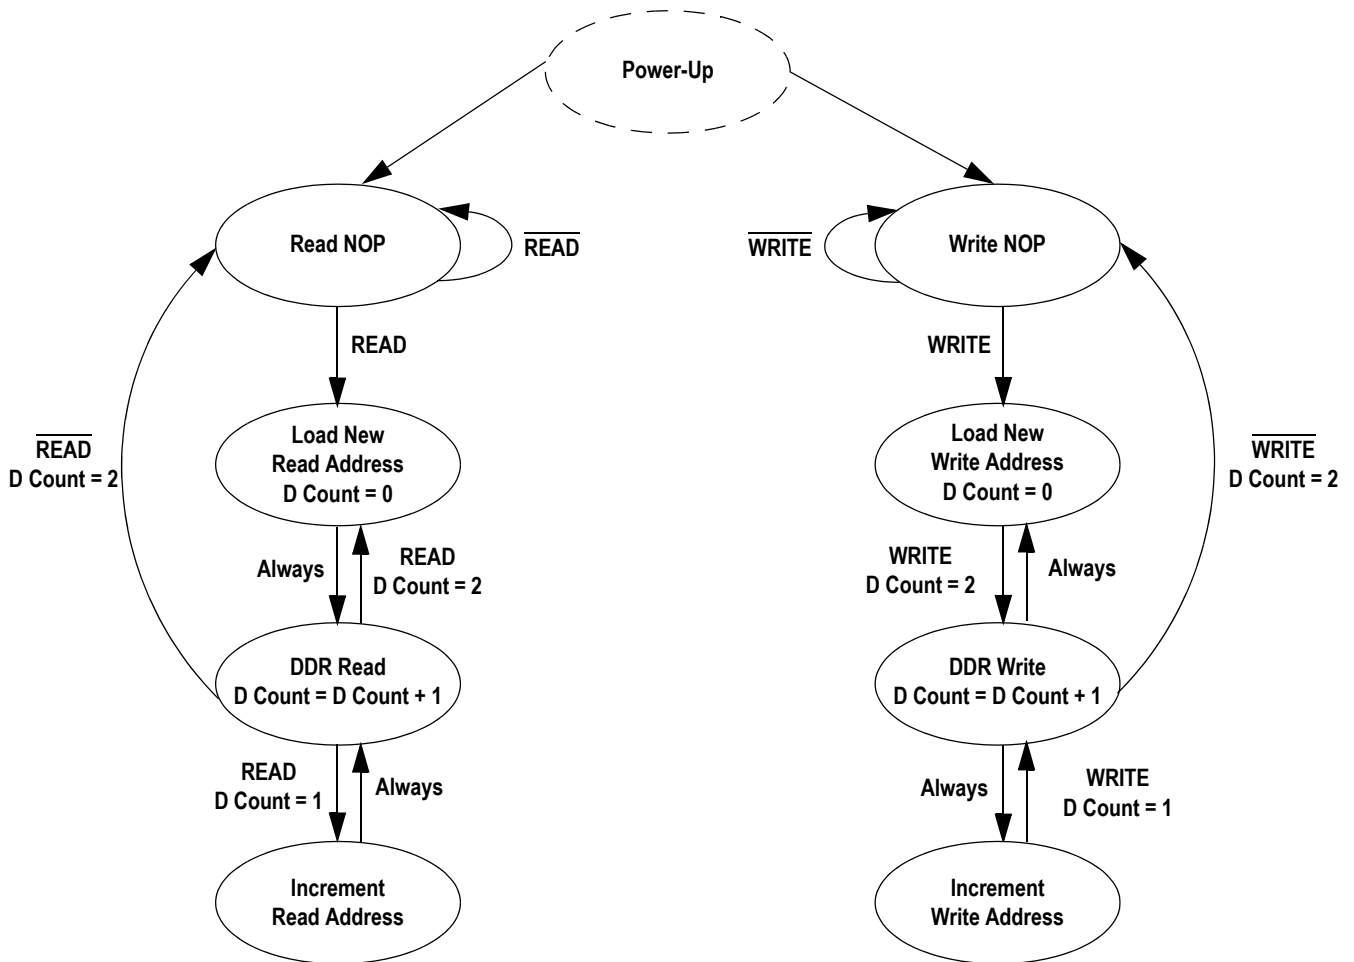 Power-Up
Read NOP
READ
WRITE
Write NOP
READ
WRITE
Load New
Read Address
D Count = 0
Load New
Write Address
D Count = 0
READ
D Count = 2
WRITE
D Count = 2
Always
READ
D Count = 2
WRITE
D Count = 2
Always
DDR Read
D Count = D Count + 1
DDR Write
D Count = D Count + 1
READ
D Count = 1
Always
Always
WRITE
D Count = 1
Increment
Read Address
Increment
Write Address